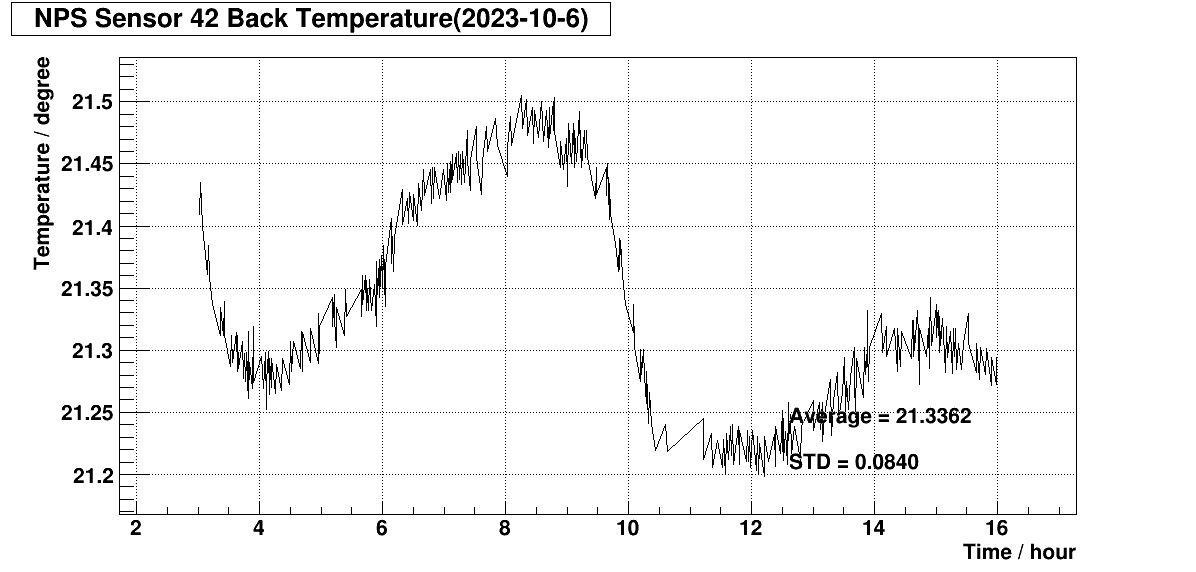 NPS Sensor 42 Back Temperature(2023-10-6)
Temperature / degree
21.5
21.45
21.4
21.35
21.3
21.25
21.2
Average = 21.3362
STD = 0.0840
2 4 6 8 10 12 14 16
Time / hour